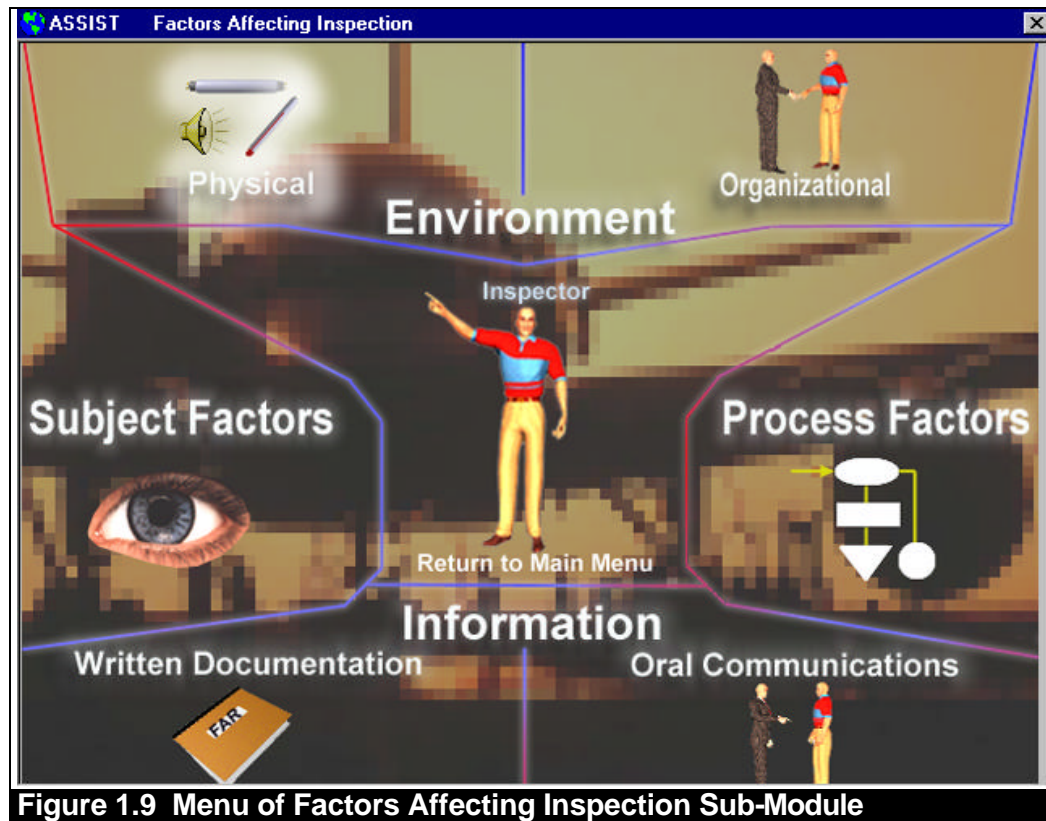 ASSIST Factors Affecting Inspection
Physical
Organizational
Environment
Inspector
Subject Factors
Process Factors
Return to Main Menu
Information
Written Documentation
Oral Communications
FAR
Figure 1.9 Menu of Factors Affecting Inspection Sub-Module